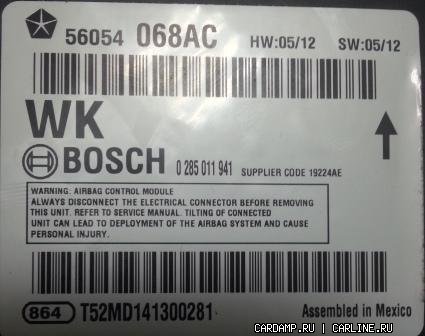 56054 068AC HW:05/12 SW:05/12
WK
BOSCH 0 285 011 941 SUPPLIER CODE 19224AE
WARNING: AIRBAG CONTROL MODULE
ALWAYS DISCONNECT THE ELECTRICAL CONNECTOR BEFORE REMOVING
THIS UNIT. REFER TO SERVICE MANUAL. TILTING OF CONNECTED
UNIT CAN LEAD TO DEPLOYMENT OF THE AIRBAG SYSTEM AND CAUSE
PERSONAL INJURY.
864 T52MD141300281 Assembled in Mexico
CARDAMP.RU | CARLINE.RU